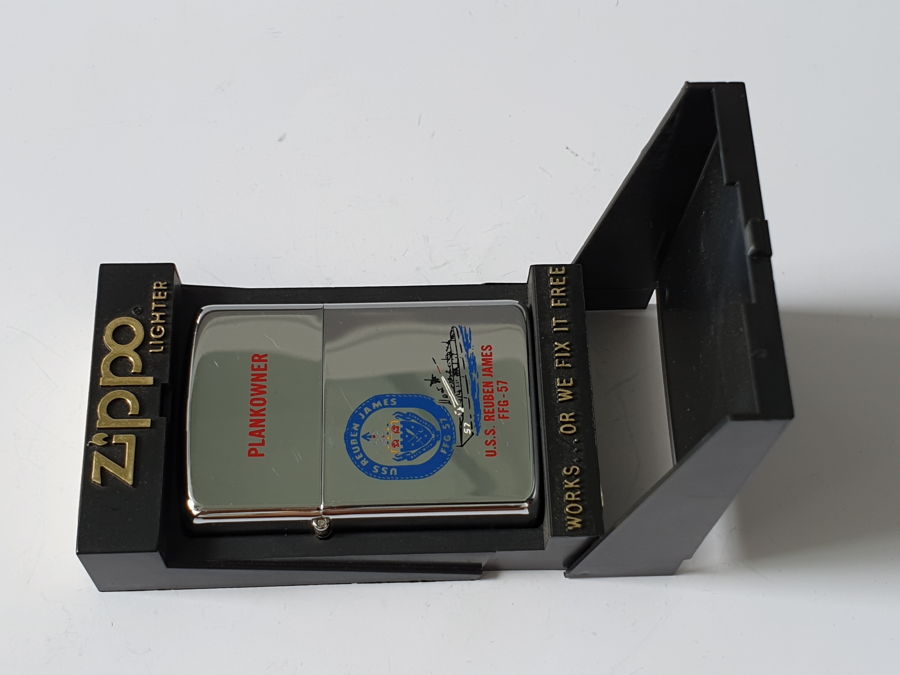 Zippo®
LIGHTER
PLANKOWNER
USS REUBEN JAMES
FFG 57
57
U.S.S. REUBEN JAMES
FFG-57
WORKS...OR WE FIX IT FREE